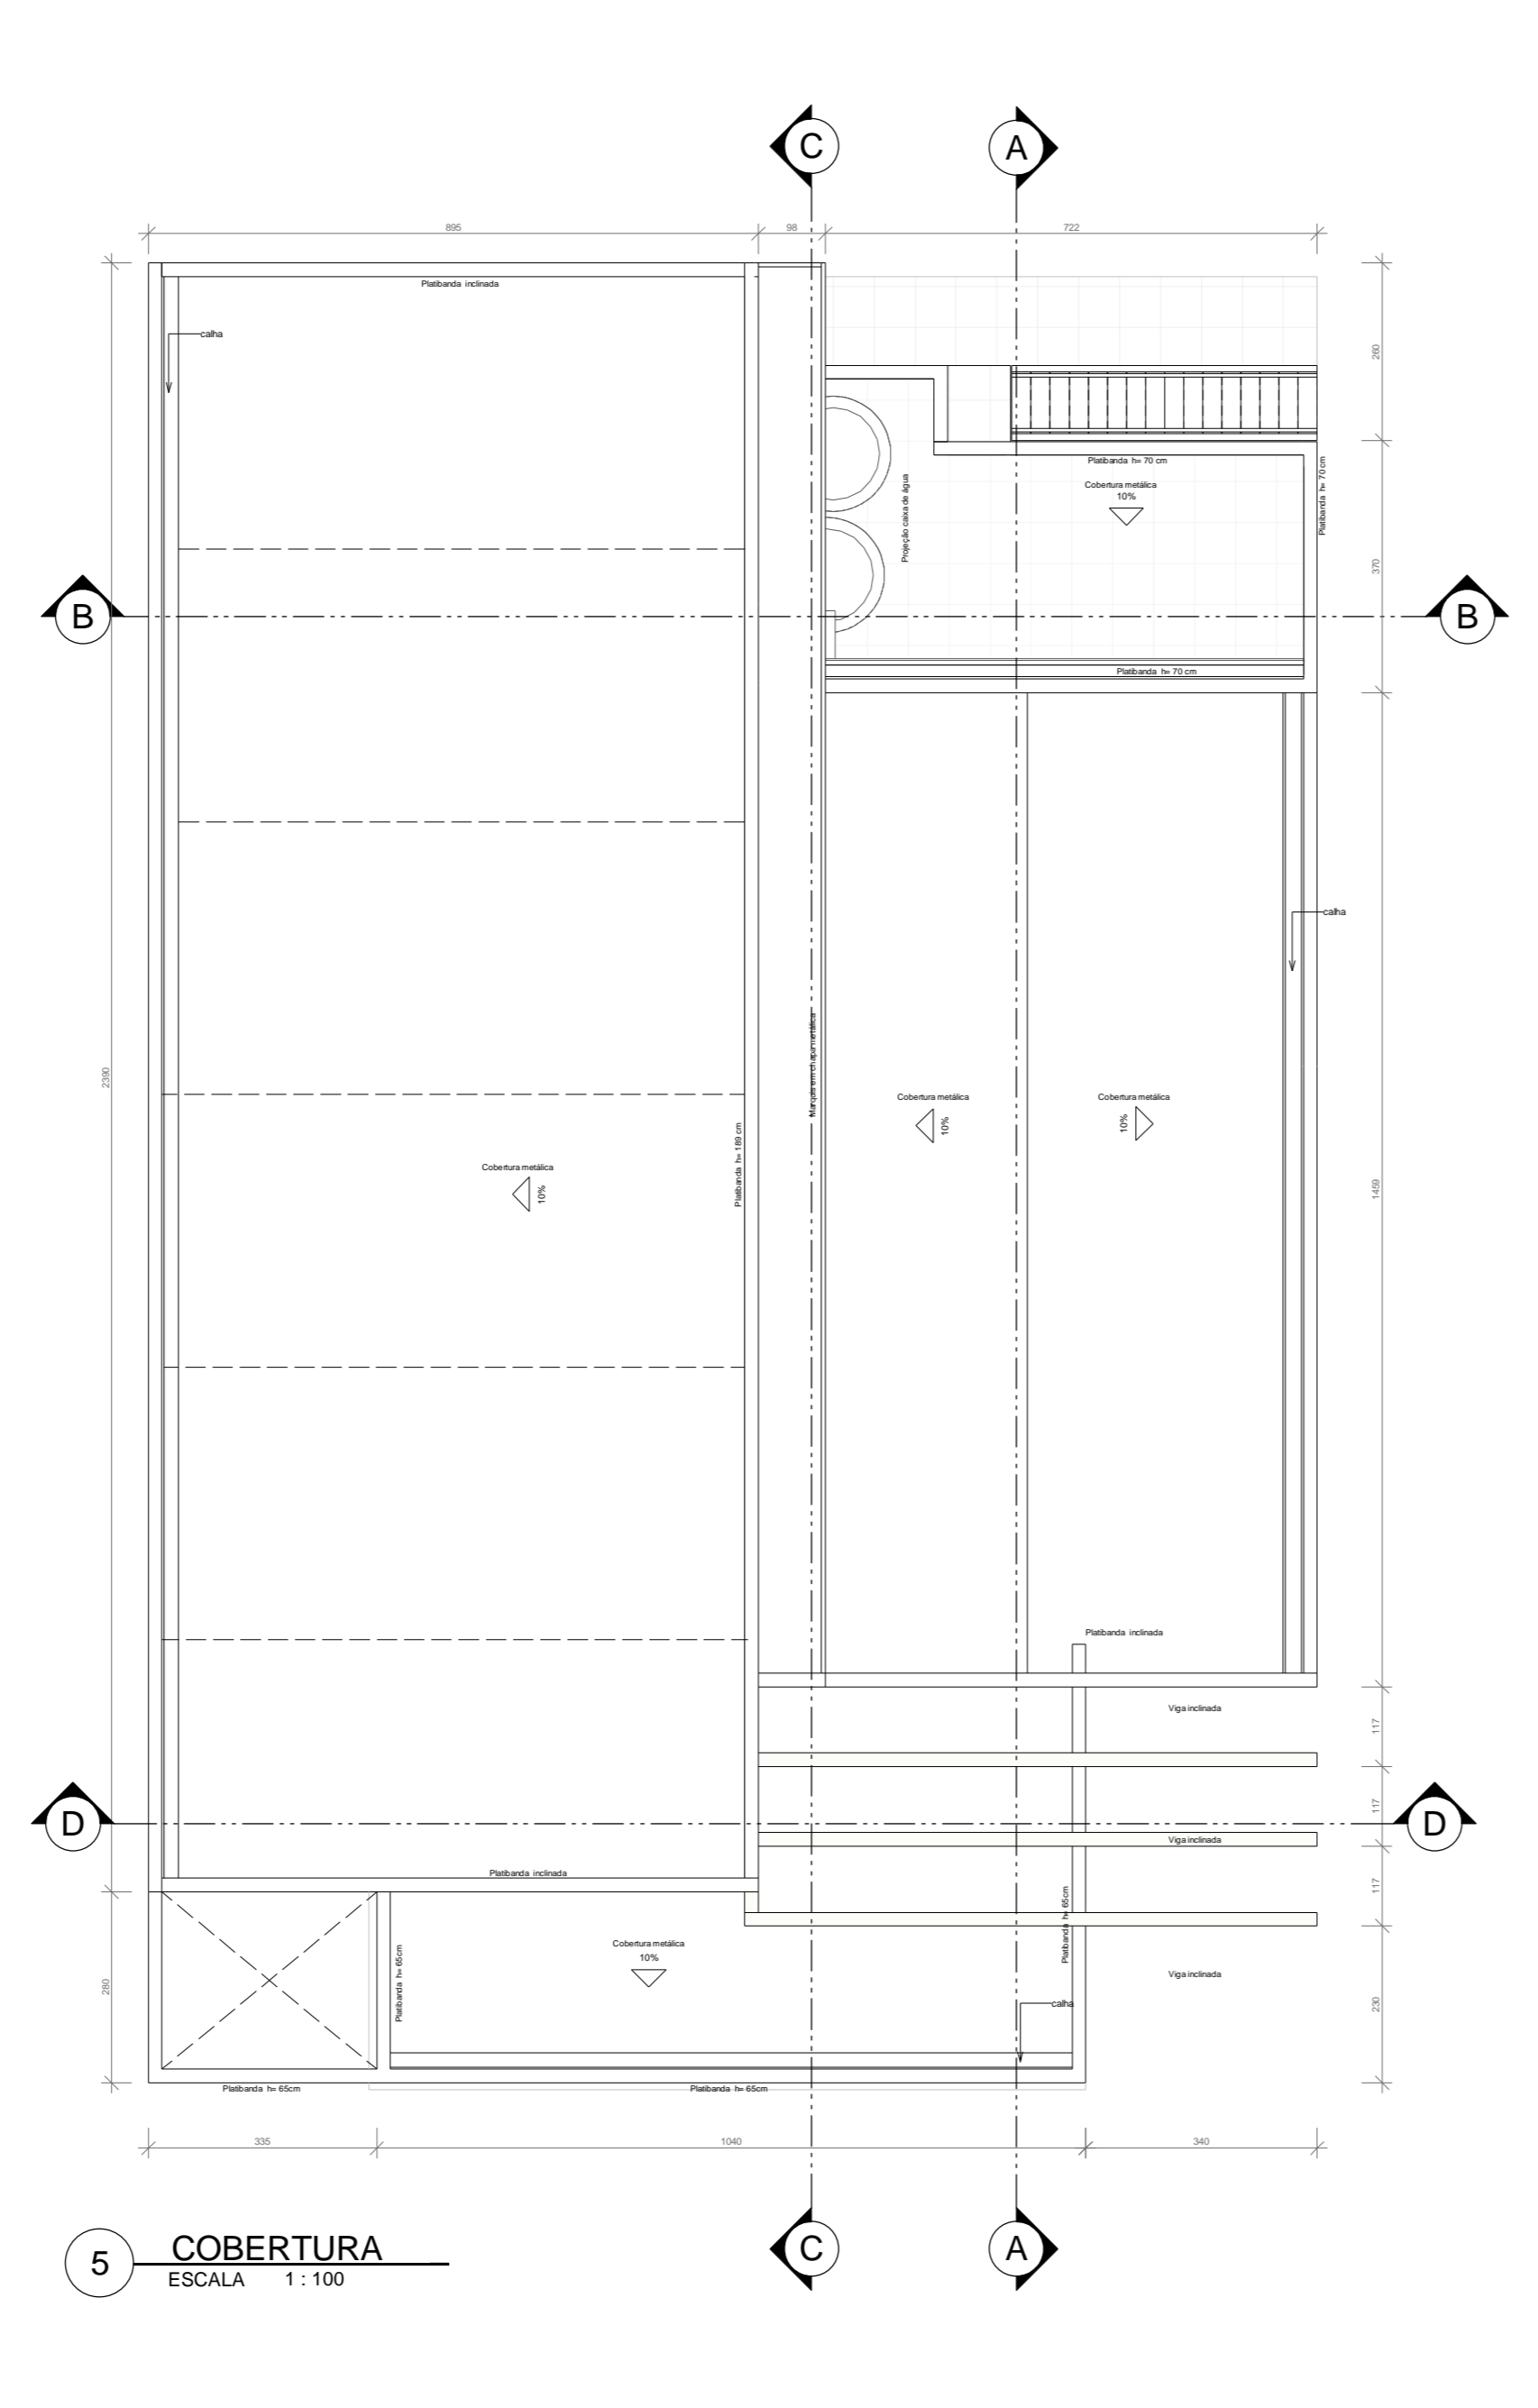 C
A
895
98
722
Platibanda inclinada
calha
260
Platibanda h= 70 cm
Cobertura metálica
10%
Platibanda h= 70 cm
Projeção caixa de água
370
B
B
Platibanda h= 70 cm
calha
Marquis em chapa metálica
2390
Cobertura metálica
10%
Cobertura metálica
10%
Platibanda h= 189 cm
Cobertura metálica
10%
1459
Platibanda inclinada
Viga inclinada
117
D
117
D
Viga inclinada
Platibanda inclinada
117
Platibanda h= 65cm
Cobertura metálica
10%
Platibanda h= 65cm
Viga inclinada
280
calha
230
Platibanda h= 65cm
Platibanda h= 65cm
335
1040
340
C
A
5
COBERTURA
ESCALA 1 : 100